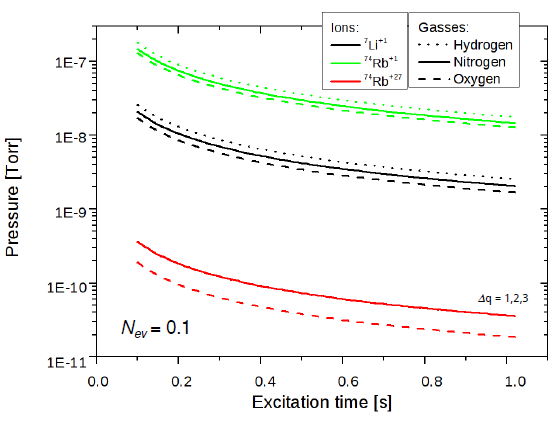 Ions:
⁷Li⁺¹
⁷⁴Rb⁺¹
⁷⁴Rb⁺²⁷
Gasses:
Hydrogen
Nitrogen
Oxygen
1E-7
1E-8
1E-9
1E-10
1E-11
Pressure [Torr]
Δq = 1,2,3
Nev = 0.1
0.0
0.2
0.4
0.6
0.8
1.0
Excitation time [s]